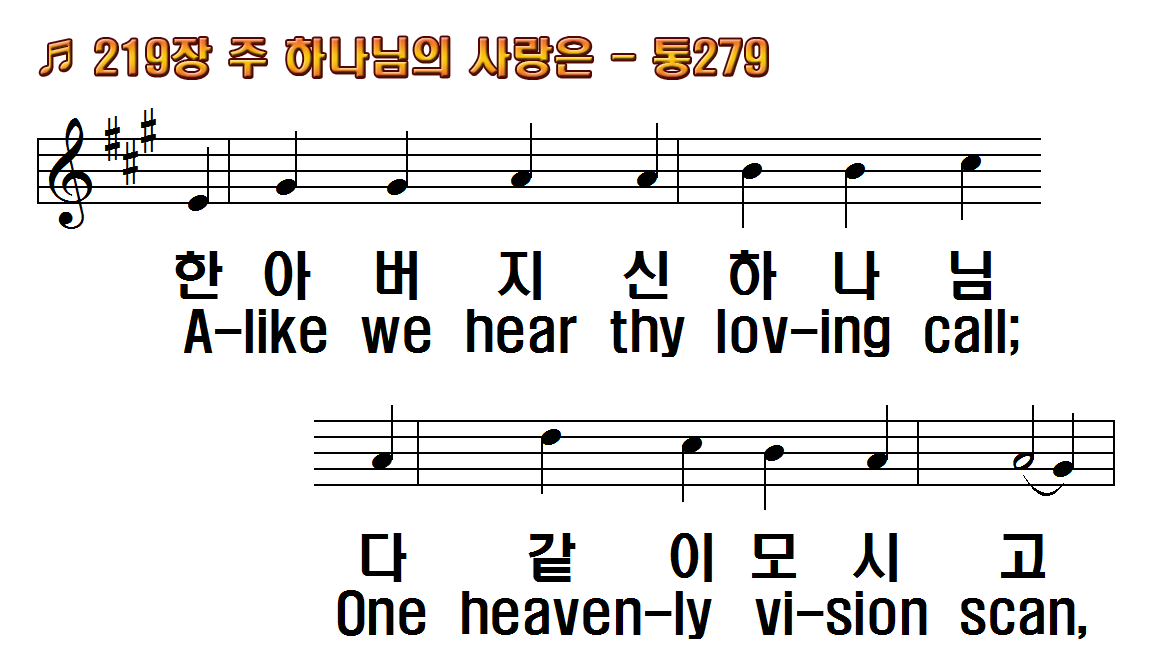 ♬ 219장 주 하나님의 사랑은 - 통279
한 아 버 지 신 하 나 님
A-like we hear thy lov-ing call;
다 같 이 모 시 고
One heaven-ly vi-sion scan,